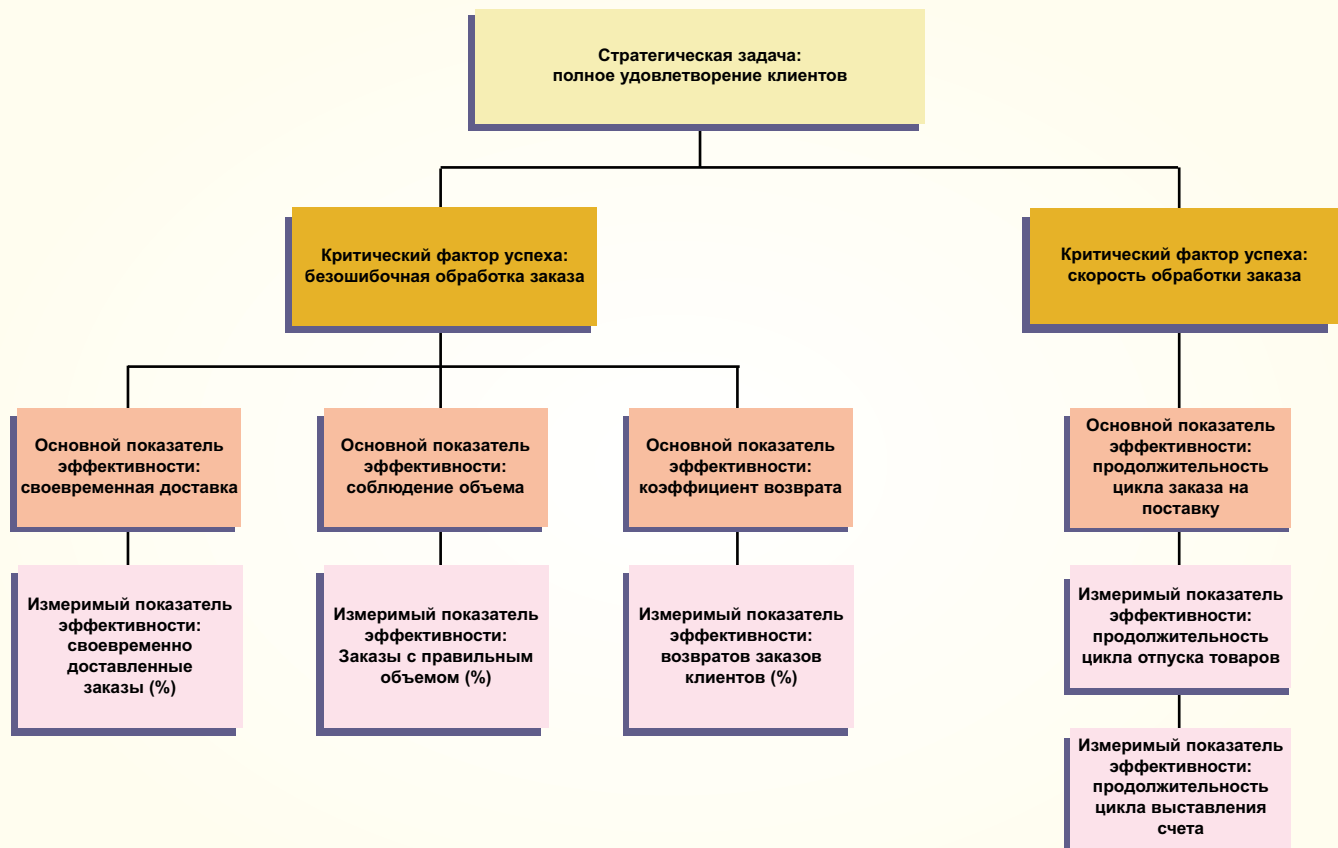 Стратегическая задача:
полное удовлетворение клиентов
Критический фактор успеха:
безошибочная обработка заказа
Критический фактор успеха:
скорость обработки заказа
Основной показатель
эффективности:
своевременная доставка
Основной показатель
эффективности:
соблюдение объема
Основной показатель
эффективности:
коэффициент возврата
Основной показатель
эффективности:
продолжительность
цикла заказа на
поставку
Измеримый показатель
эффективности:
своевременно
доставленные
заказы (%)
Измеримый показатель
эффективности:
Заказы с правильным
объемом (%)
Измеримый показатель
эффективности:
возвратов заказов
клиентов (%)
Измеримый показатель
эффективности:
продолжительность
цикла отпуска товаров
Измеримый показатель
эффективности:
продолжительность
цикла выставления
счета